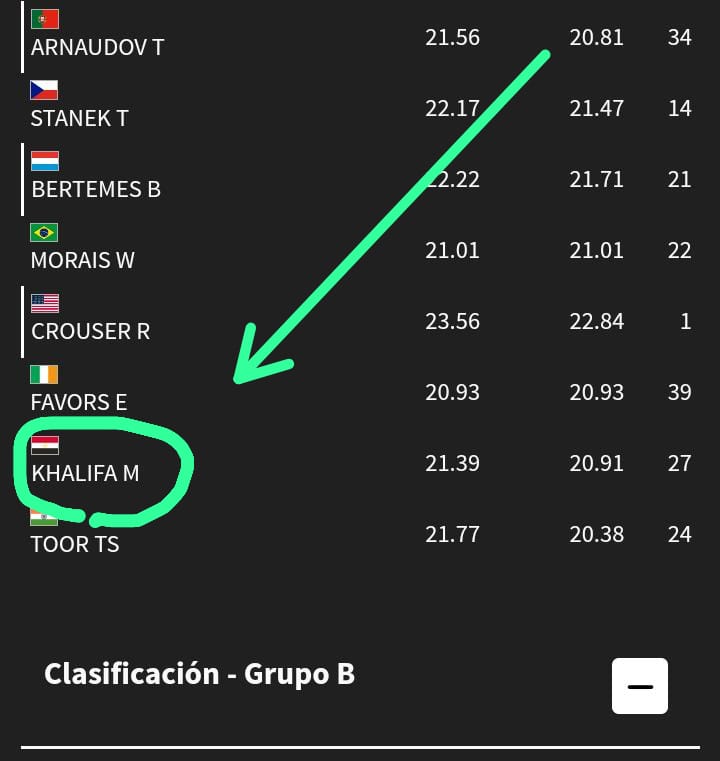 ARNAUDOV T 21.56 20.81 34
STANEK T 22.17 21.47 14
BERTEMES B 22.22 21.71 21
MORAIS W 21.01 21.01 22
CROUSER R 23.56 22.84 1
FAVORS E 20.93 20.93 39
KHALIFA M 21.39 20.91 27
TOOR TS 21.77 20.38 24
Clasificación - Grupo B